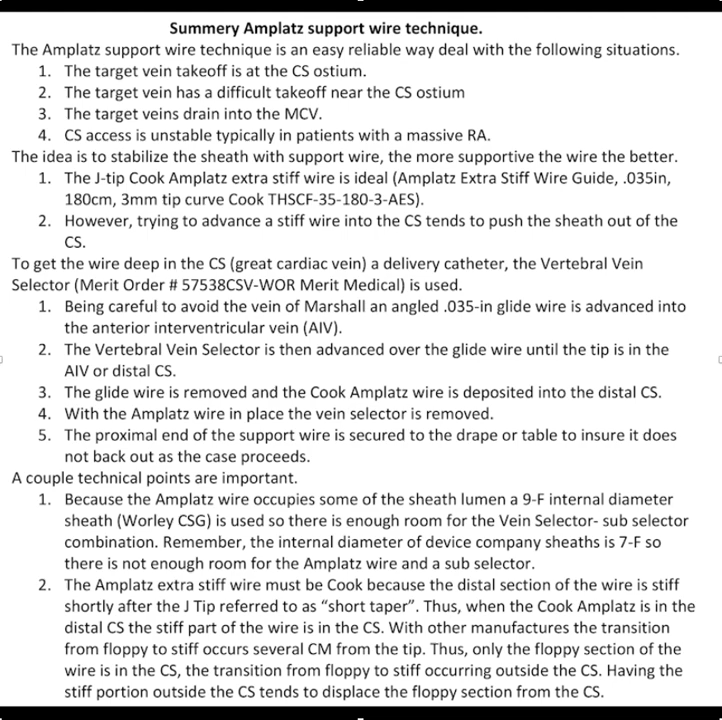 Summery Amplatz support wire technique.
The Amplatz support wire technique is an easy reliable way deal with the following situations.
1. The target vein takeoff is at the CS ostium.
2. The target vein has a difficult takeoff near the CS ostium
3. The target veins drain into the MCV.
4. CS access is unstable typically in patients with a massive RA.
The idea is to stabilize the sheath with support wire, the more supportive the wire the better.
1. The J-tip Cook Amplatz extra stiff wire is ideal (Amplatz Extra Stiff Wire Guide, .035in,
180cm, 3mm tip curve Cook THSCF-35-180-3-AES).
2. However, trying to advance a stiff wire into the CS tends to push the sheath out of the
CS.
To get the wire deep in the CS (great cardiac vein) a delivery catheter, the Vertebral Vein
Selector (Merit Order # 57538CSV-WOR Merit Medical) is used.
1. Being careful to avoid the vein of Marshall an angled .035-in glide wire is advanced into
the anterior interventricular vein (AIV).
2. The Vertebral Vein Selector is then advanced over the glide wire until the tip is in the
AIV or distal CS.
3. The glide wire is removed and the Cook Amplatz wire is deposited into the distal CS.
4. With the Amplatz wire in place the vein selector is removed.
5. The proximal end of the support wire is secured to the drape or table to insure it does
not back out as the case proceeds.
A couple technical points are important.
1. Because the Amplatz wire occupies some of the sheath lumen a 9-F internal diameter
sheath (Worley CSG) is used so there is enough room for the Vein Selector- sub selector
combination. Remember, the internal diameter of device company sheaths is 7-F so
there is not enough room for the Amplatz wire and a sub selector.
2. The Amplatz extra stiff wire must be Cook because the distal section of the wire is stiff
shortly after the J Tip referred to as “short taper”. Thus, when the Cook Amplatz is in the
distal CS the stiff part of the wire is in the CS. With other manufactures the transition
from floppy to stiff occurs several CM from the tip. Thus, only the floppy section of the
wire is in the CS, the transition from floppy to stiff occurring outside the CS. Having the
stiff portion outside the CS tends to displace the floppy section from the CS.